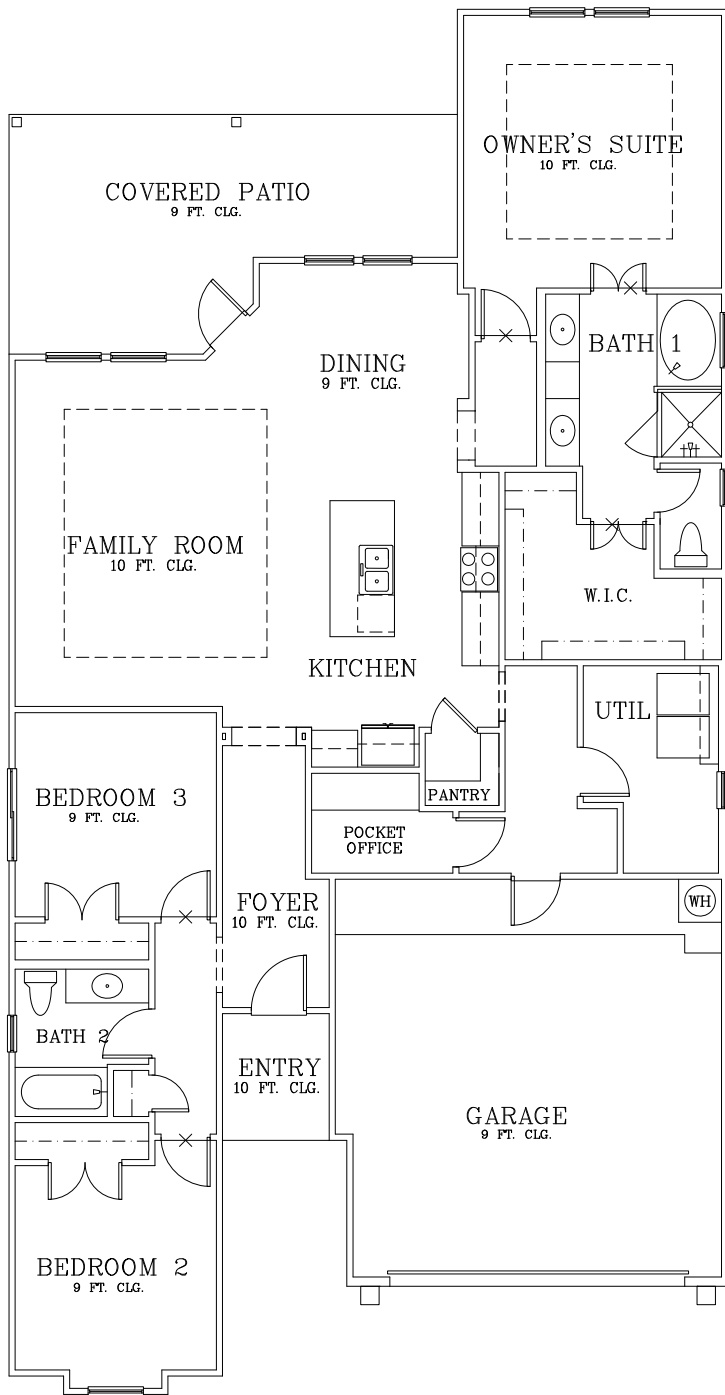 OWNER'S SUITE
10 FT. CLG.
COVERED PATIO
9 FT. CLG.
BATH 1
DINING
9 FT. CLG.
FAMILY ROOM
10 FT. CLG.
W.I.C.
KITCHEN
UTIL
BEDROOM 3
9 FT. CLG.
PANTRY
POCKET
OFFICE
FOYER
10 FT. CLG.
WH
BATH 2
ENTRY
10 FT. CLG.
GARAGE
9 FT. CLG.
BEDROOM 2
9 FT. CLG.